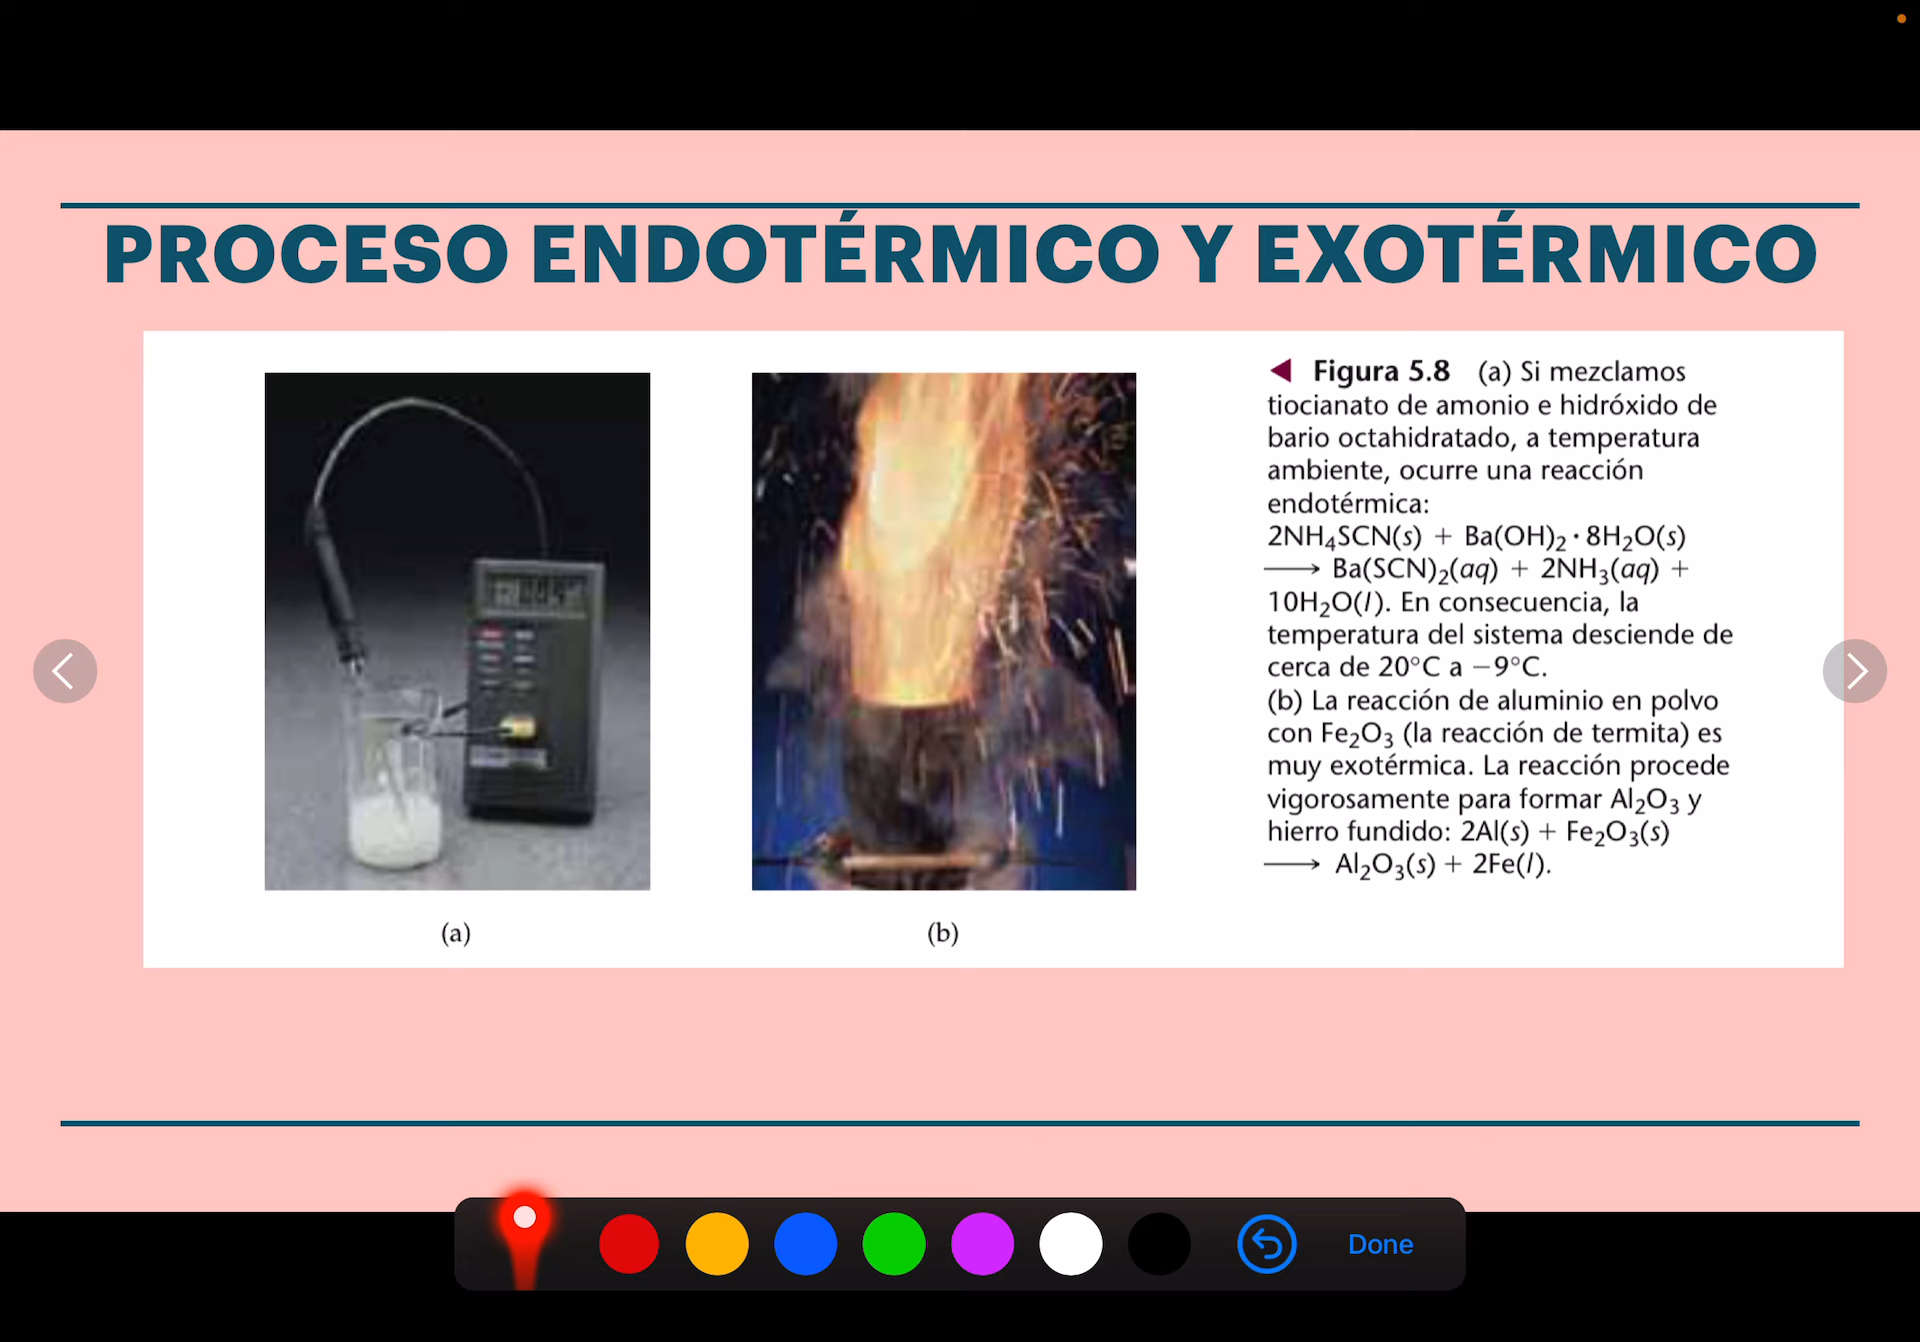 PROCESO ENDOTÉRMICO Y EXOTÉRMICO
◀ Figura 5.8 (a) Si mezclamos
tiocianato de amonio e hidróxido de
bario octahidratado, a temperatura
ambiente, ocurre una reacción
endotérmica:
2NH₄SCN(s) + Ba(OH)₂ · 8H₂O(s)
⟶ Ba(SCN)₂(aq) + 2NH₃(aq) +
10H₂O(l). En consecuencia, la
temperatura del sistema desciende de
cerca de 20°C a −9°C.
(b) La reacción de aluminio en polvo
con Fe₂O₃ (la reacción de termita) es
muy exotérmica. La reacción procede
vigorosamente para formar Al₂O₃ y
hierro fundido: 2Al(s) + Fe₂O₃(s)
⟶ Al₂O₃(s) + 2Fe(l).
(a)
(b)
Done